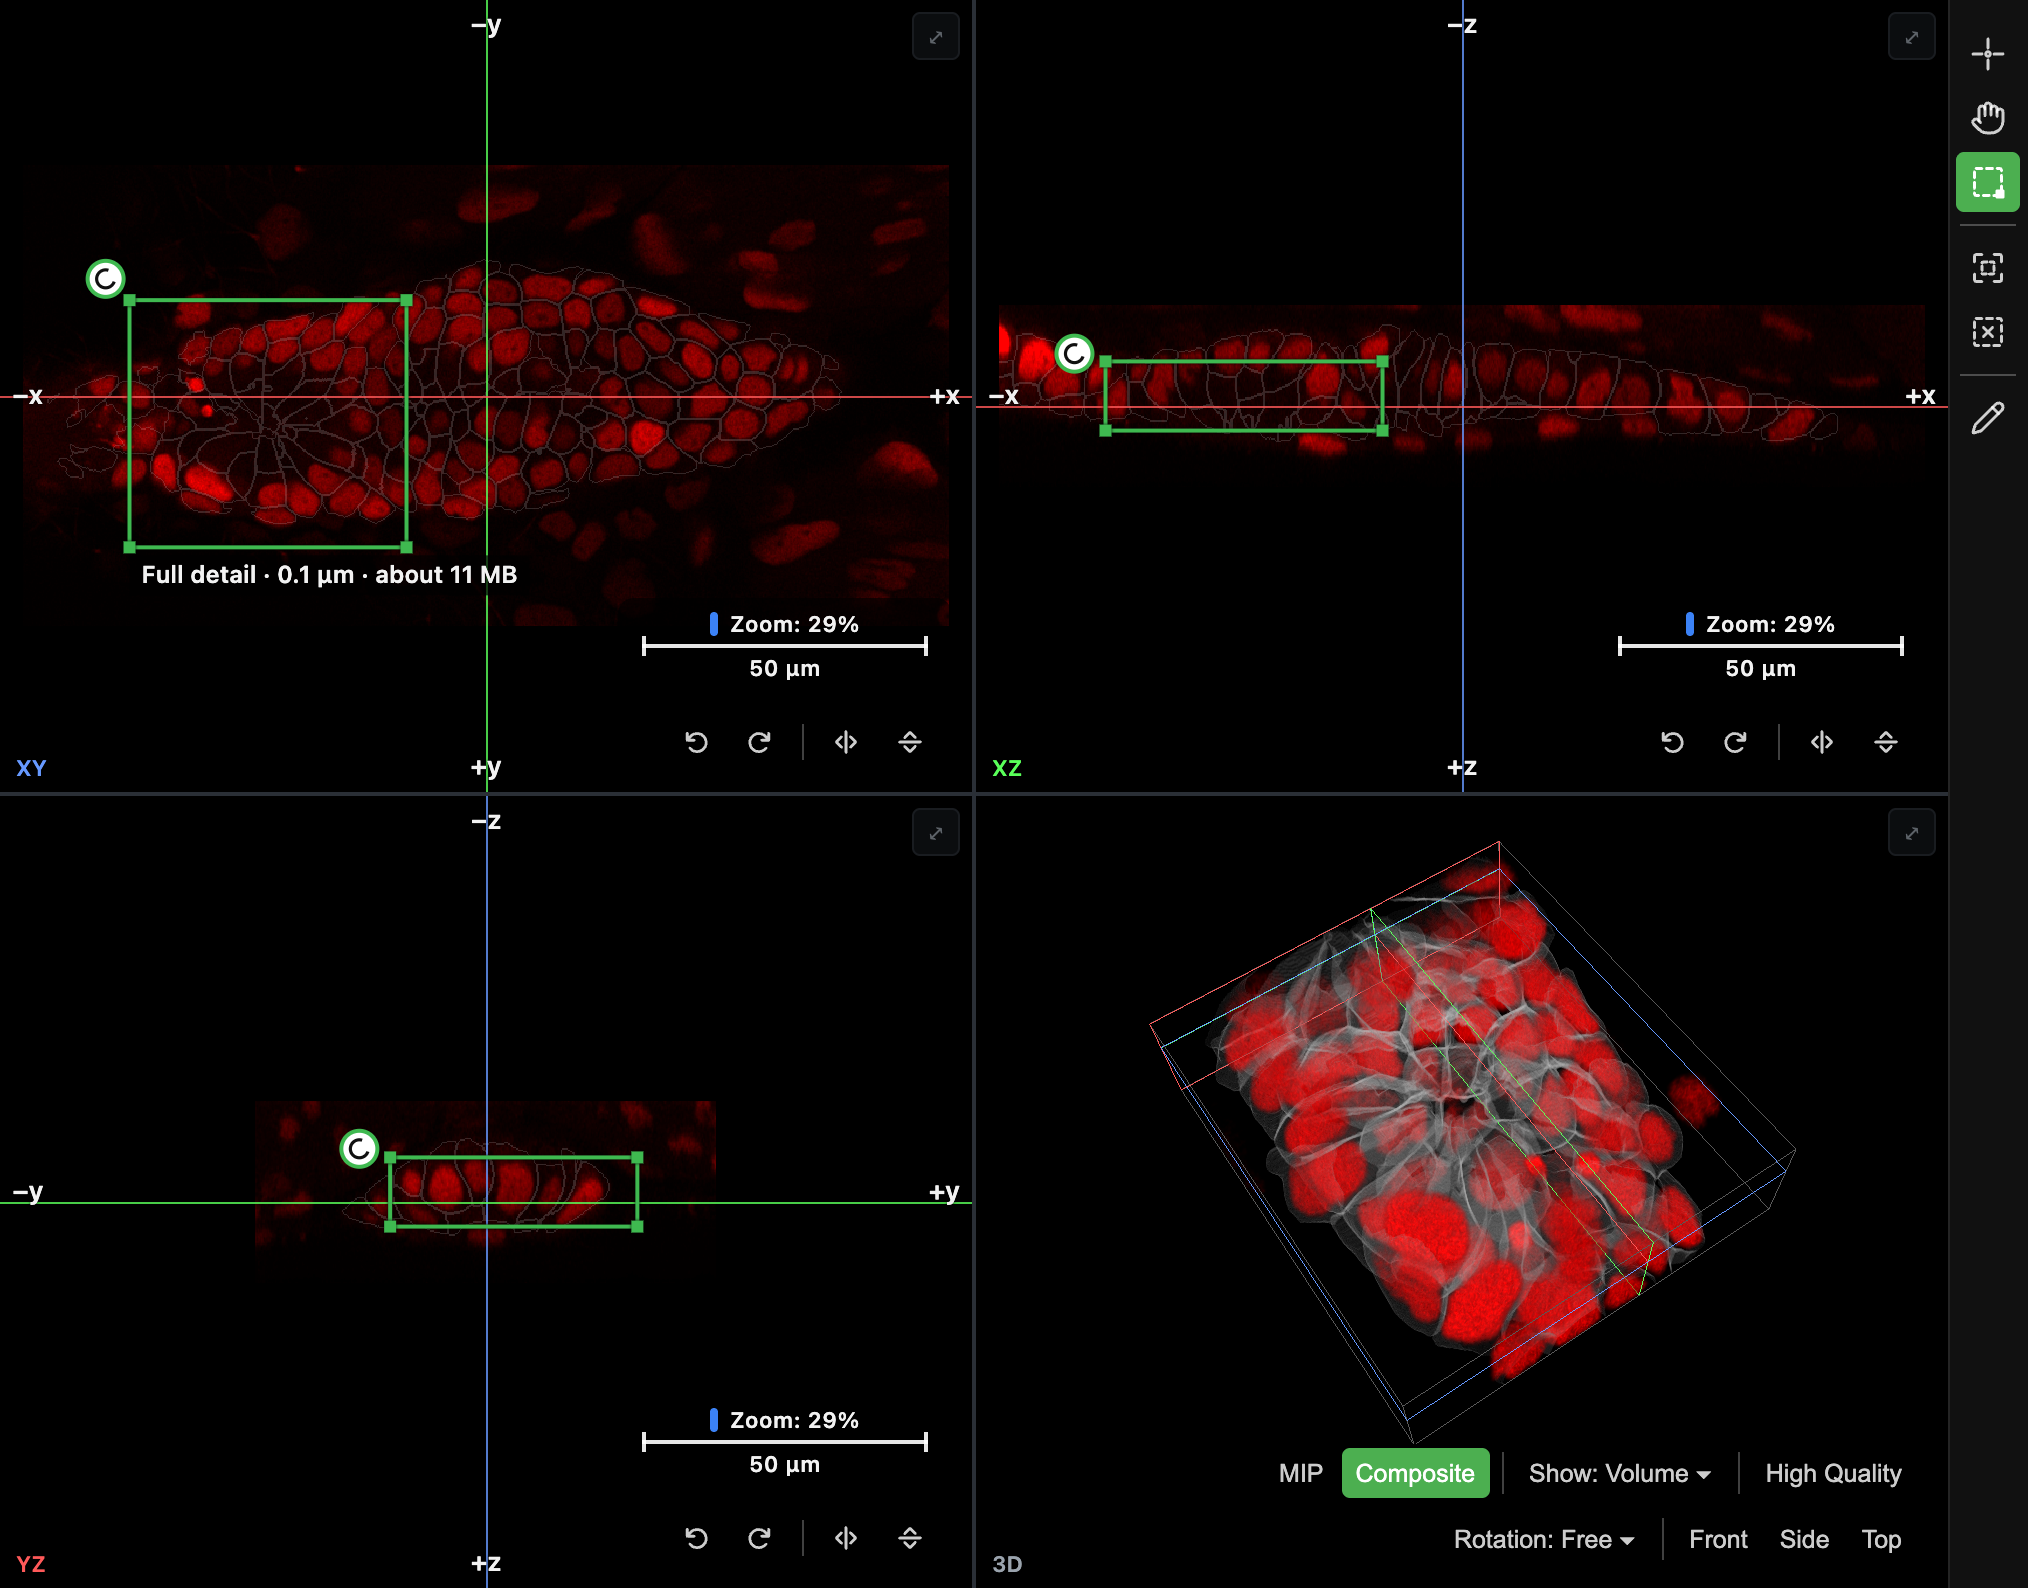 −y
−x
+x
C
Full detail · 0.1 µm · about 11 MB
Zoom: 29%
50 µm
XY
+y
−z
−x
+x
C
Zoom: 29%
50 µm
XZ
+z
−z
−y
+y
C
Zoom: 29%
50 µm
YZ
+z
MIP Composite Show: Volume High Quality
Rotation: Free Front Side Top
3D